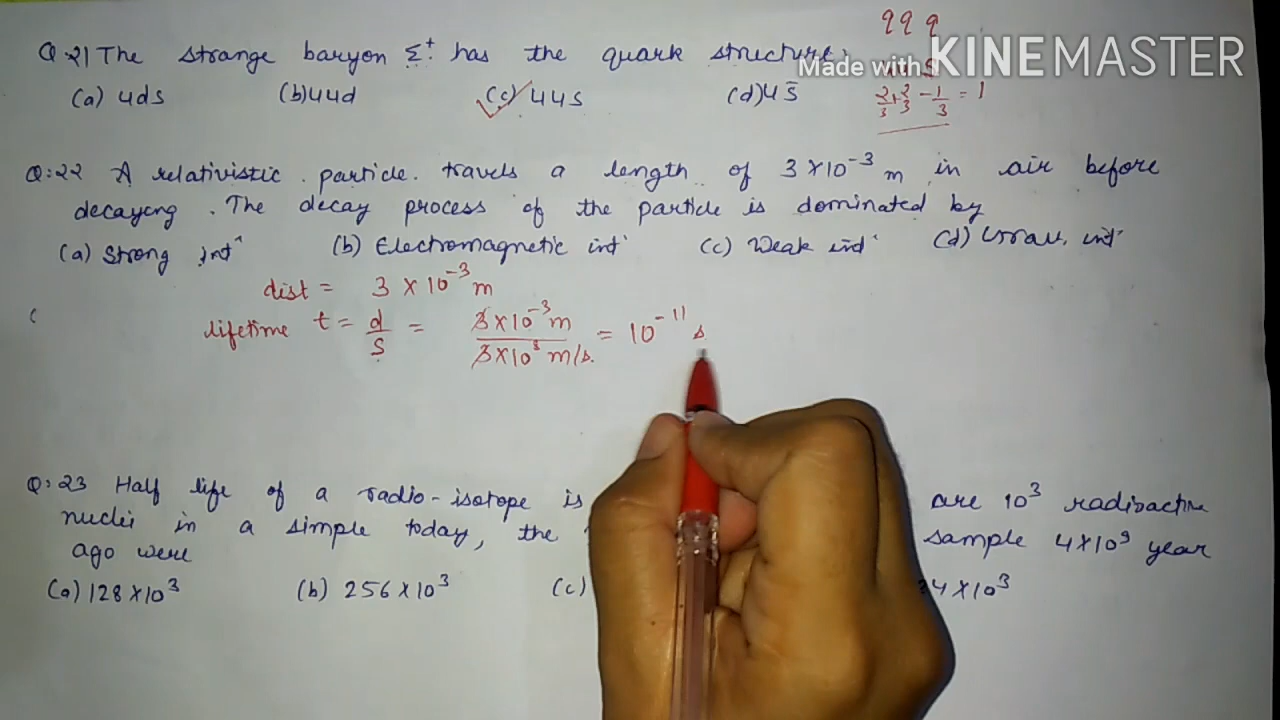 q q q
Q.21 The strange baryon Σ⁺ has the quark structure.
Made with KINEMASTER
(a) uds (b) uud (c) uus (d) us̄
2/3 + 2/3 - 1/3 = 1
Q:22 A relativistic particle travels a length of 3×10⁻³ m in air before
decaying. The decay process of the particle is dominated by
(a) Strong int (b) Electromagnetic int (c) Weak int (d) int
dist = 3 × 10⁻³ m
lifetime t = d/s = 3×10⁻³m / 3×10⁸ m/s. = 10⁻¹¹ s
Q:23 Half life of a radio-isotope is are 10³ radioactive
nuclei in a simple today, the sample 4×10⁹ year
ago were
(a) 128×10³ (b) 256×10³ (c) 4×10³